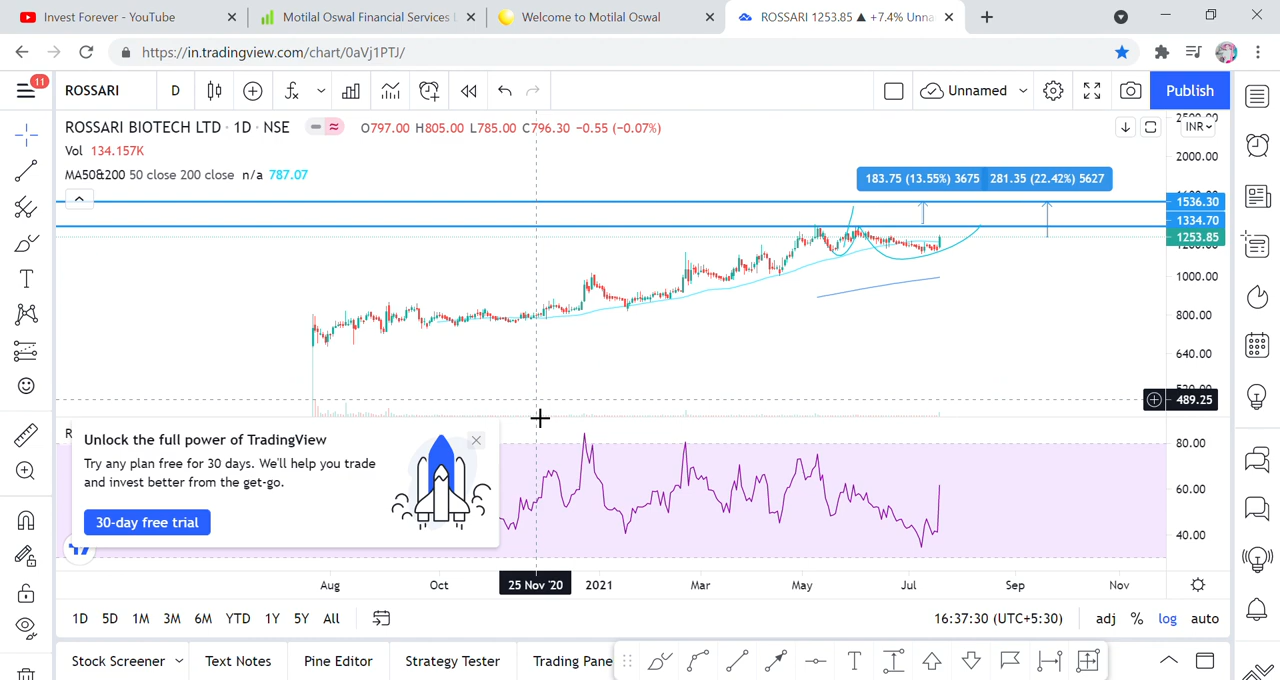 Invest Forever - YouTube
Motilal Oswal Financial Services
Welcome to Motilal Oswal
ROSSARI 1253.85 ▲ +7.4% Unna
https://in.tradingview.com/chart/0aVj1PTJ/
11
ROSSARI
D
Unnamed
Publish
ROSSARI BIOTECH LTD · 1D · NSE
O797.00 H805.00 L785.00 C796.30 −0.55 (−0.07%)
INR
Vol 134.157K
2000.00
MA50&200 50 close 200 close n/a 787.07
183.75 (13.55%) 3675
281.35 (22.42%) 5627
1536.30
1334.70
1253.85
1000.00
800.00
640.00
489.25
Unlock the full power of TradingView
Try any plan free for 30 days. We'll help you trade
and invest better from the get-go.
30-day free trial
80.00
60.00
40.00
Aug
Oct
25 Nov '20
2021
Mar
May
Jul
Sep
Nov
1D 5D 1M 3M 6M YTD 1Y 5Y All
16:37:30 (UTC+5:30)
adj % log auto
Stock Screener
Text Notes
Pine Editor
Strategy Tester
Trading Pane